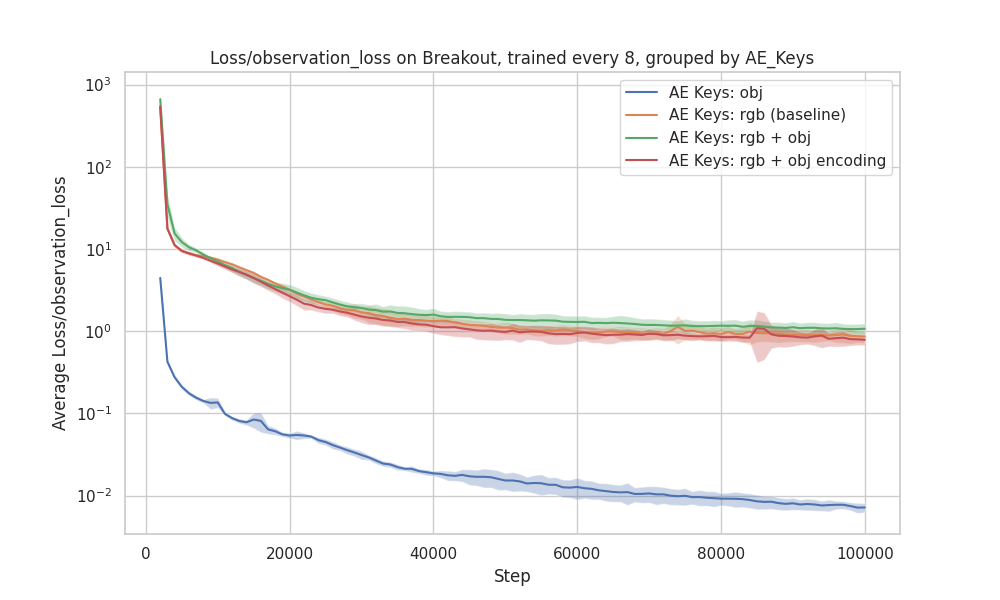 Loss/observation_loss on Breakout, trained every 8, grouped by AE_Keys
AE Keys: obj
AE Keys: rgb (baseline)
AE Keys: rgb + obj
AE Keys: rgb + obj encoding
Average Loss/observation_loss
10³
10²
10¹
10⁰
10⁻¹
10⁻²
0 20000 40000 60000 80000 100000
Step